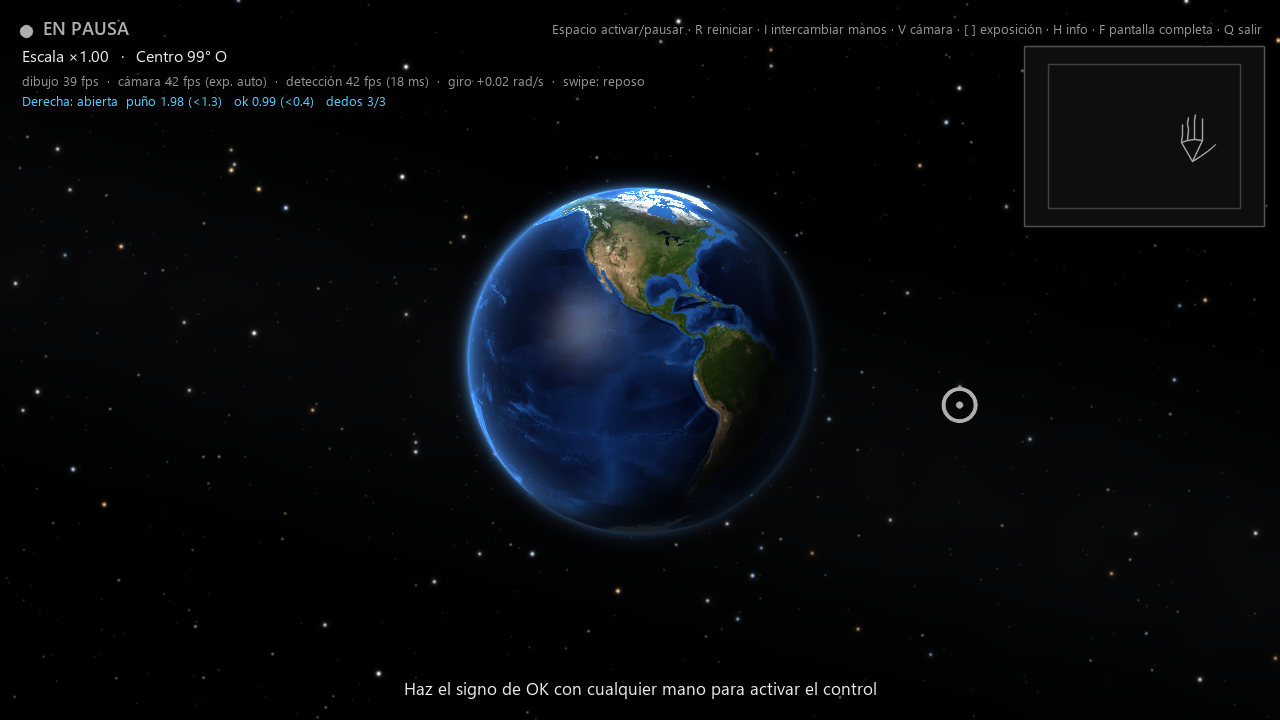 EN PAUSA
Espacio activar/pausar · R reiniciar · I intercambiar manos · V cámara · [ ] exposición · H info · F pantalla completa · Q salir
Escala ×1.00 · Centro 99° O
dibujo 39 fps · cámara 42 fps (exp. auto) · detección 42 fps (18 ms) · giro +0.02 rad/s · swipe: reposo
Derecha: abierta puño 1.98 (<1.3) ok 0.99 (<0.4) dedos 3/3
Haz el signo de OK con cualquier mano para activar el control